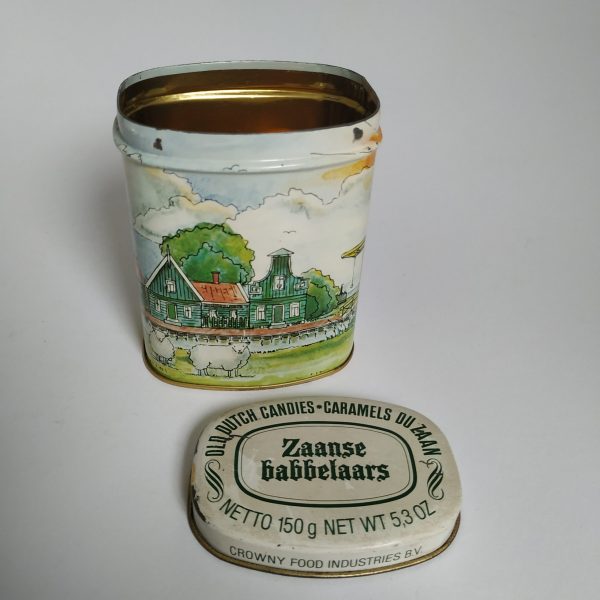 OLD DUTCH CANDIES • CARAMELS DU ZAAN
Zaanse
babbelaars
NETTO 150 g NET WT 5,3 OZ
CROWNY FOOD INDUSTRIES B.V.